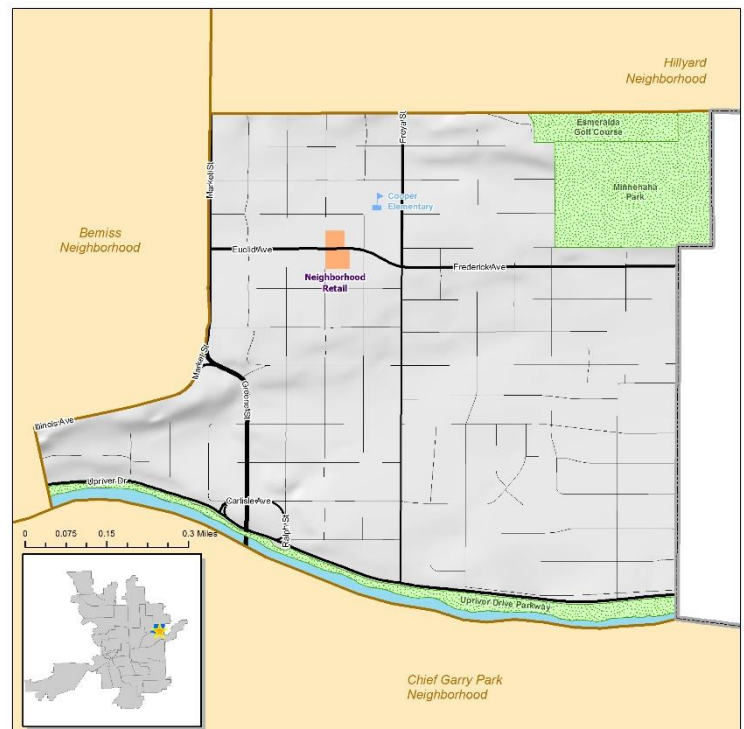 Hillyard
Neighborhood
Esmeralda
Golf Course
Freya St
Market St
Minnehaha
Park
Cooper
Elementary
Bemiss
Neighborhood
Euclid Ave
Frederick Ave
Neighborhood
Retail
Market St
Greene St
Illinois Ave
Upriver Dr
Carlisle Ave
Ralph St
0 0.075 0.15 0.3 Miles
Upriver Drive Parkway
Chief Garry Park
Neighborhood